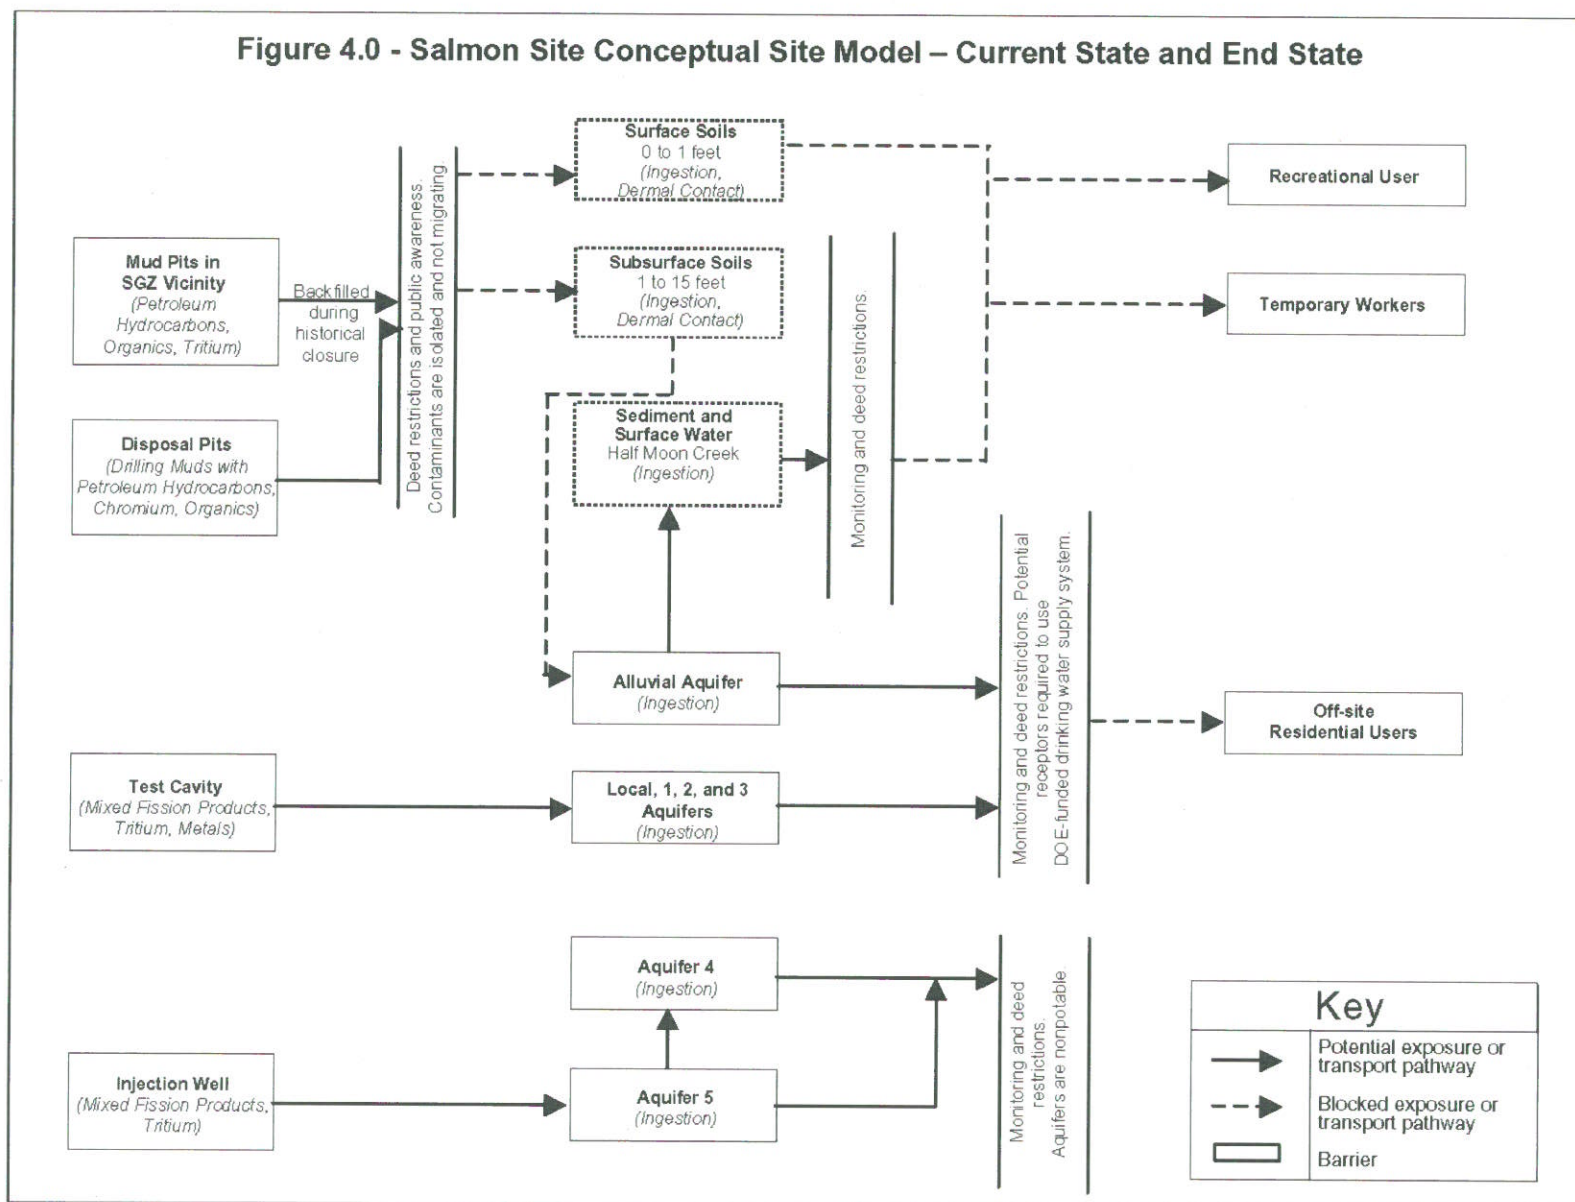 Figure 4.0 - Salmon Site Conceptual Site Model – Current State and End State
Mud Pits in
SGZ Vicinity
(Petroleum
Hydrocarbons,
Organics, Tritium)
Backfilled
during
historical
closure
Disposal Pits
(Drilling Muds with
Petroleum Hydrocarbons,
Chromium, Organics)
Deed restrictions and public awareness.
Contaminants are isolated and not migrating
Surface Soils
0 to 1 feet
(Ingestion,
Dermal Contact)
Subsurface Soils
1 to 15 feet
(Ingestion,
Dermal Contact)
Sediment and
Surface Water
Half Moon Creek
(Ingestion)
Monitoring and deed restrictions.
Recreational User
Temporary Workers
Alluvial Aquifer
(Ingestion)
Test Cavity
(Mixed Fission Products,
Tritium, Metals)
Local, 1, 2, and 3
Aquifers
(Ingestion)
Monitoring and deed restrictions. Potential
receptors required to use
DOE-funded drinking water supply system.
Off-site
Residential Users
Aquifer 4
(Ingestion)
Injection Well
(Mixed Fission Products,
Tritium)
Aquifer 5
(Ingestion)
Monitoring and deed
restrictions.
Aquifers are nonpotable.
Key
Potential exposure or
transport pathway
Blocked exposure or
transport pathway
Barrier